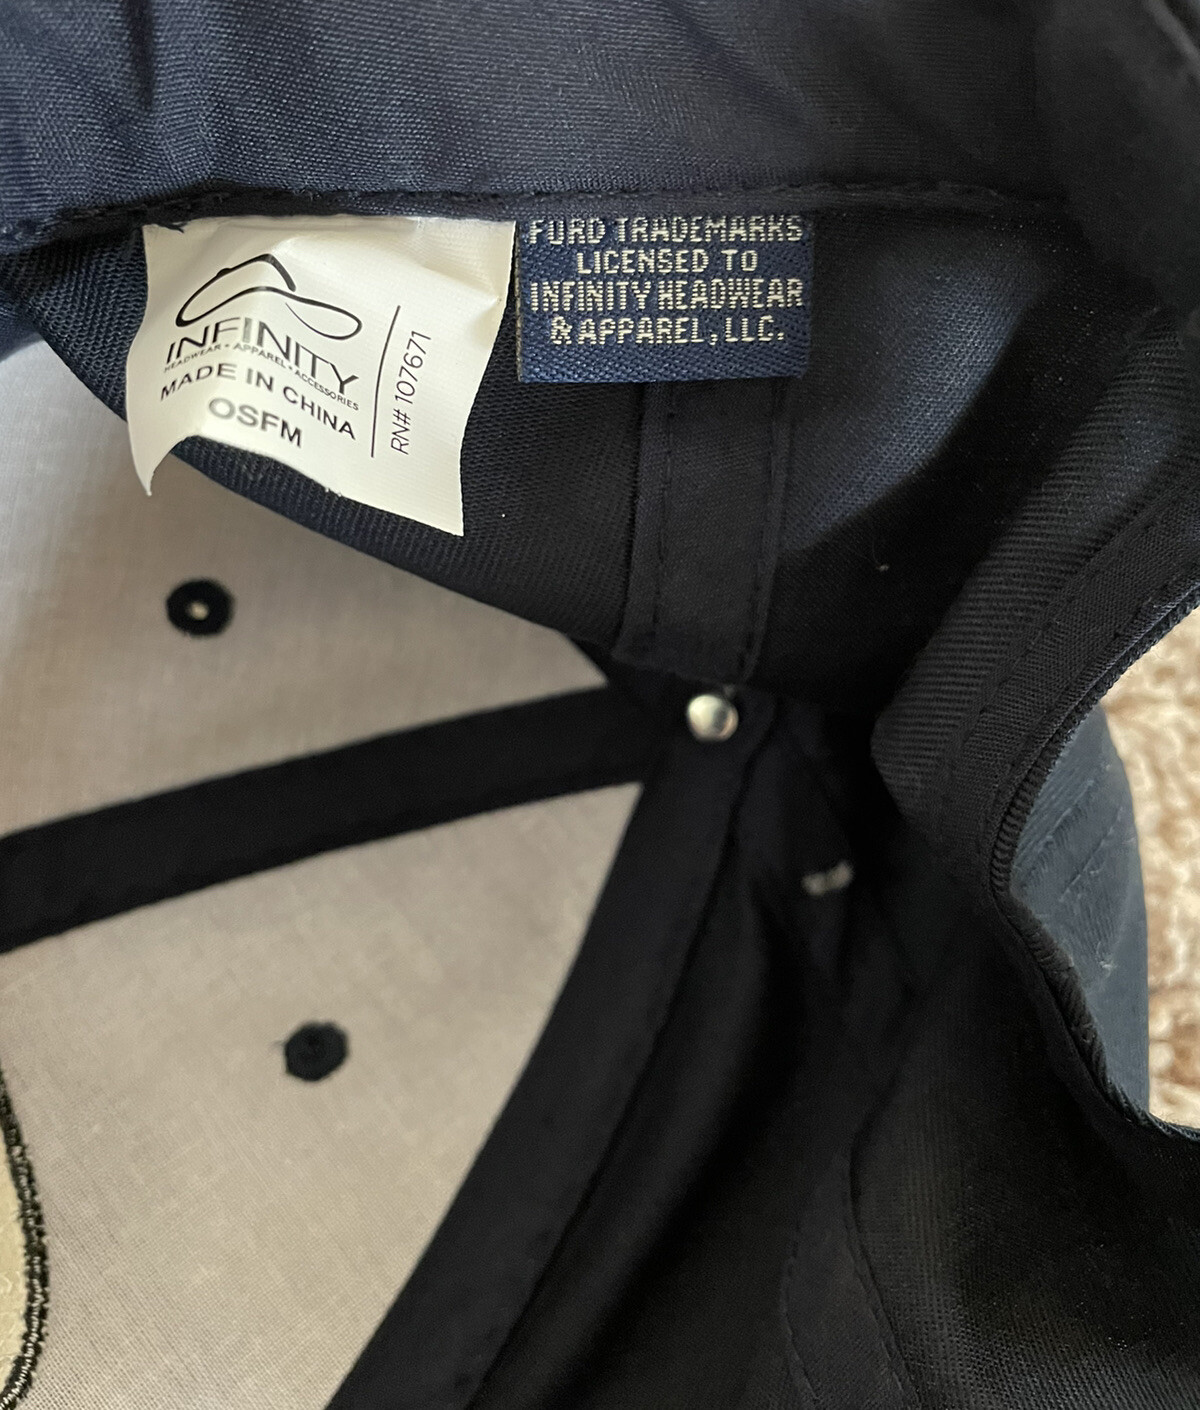 INFINITY
HEADWEAR • APPAREL • ACCESSORIES
MADE IN CHINA
OSFM
RN# 107671
FORD TRADEMARKS
LICENSED TO
INFINITY HEADWEAR
& APPAREL, LLC.